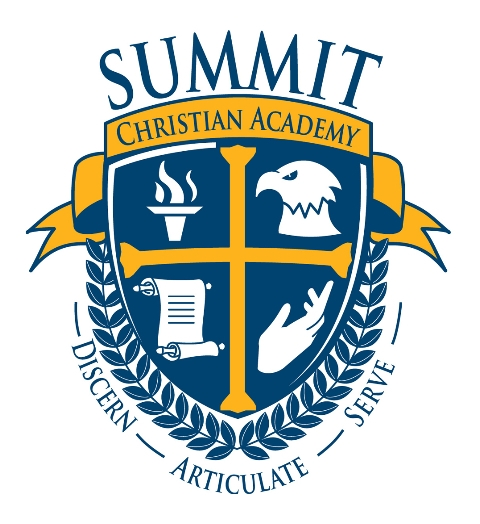 SUMMIT
CHRISTIAN ACADEMY
DISCERN
ARTICULATE
SERVE